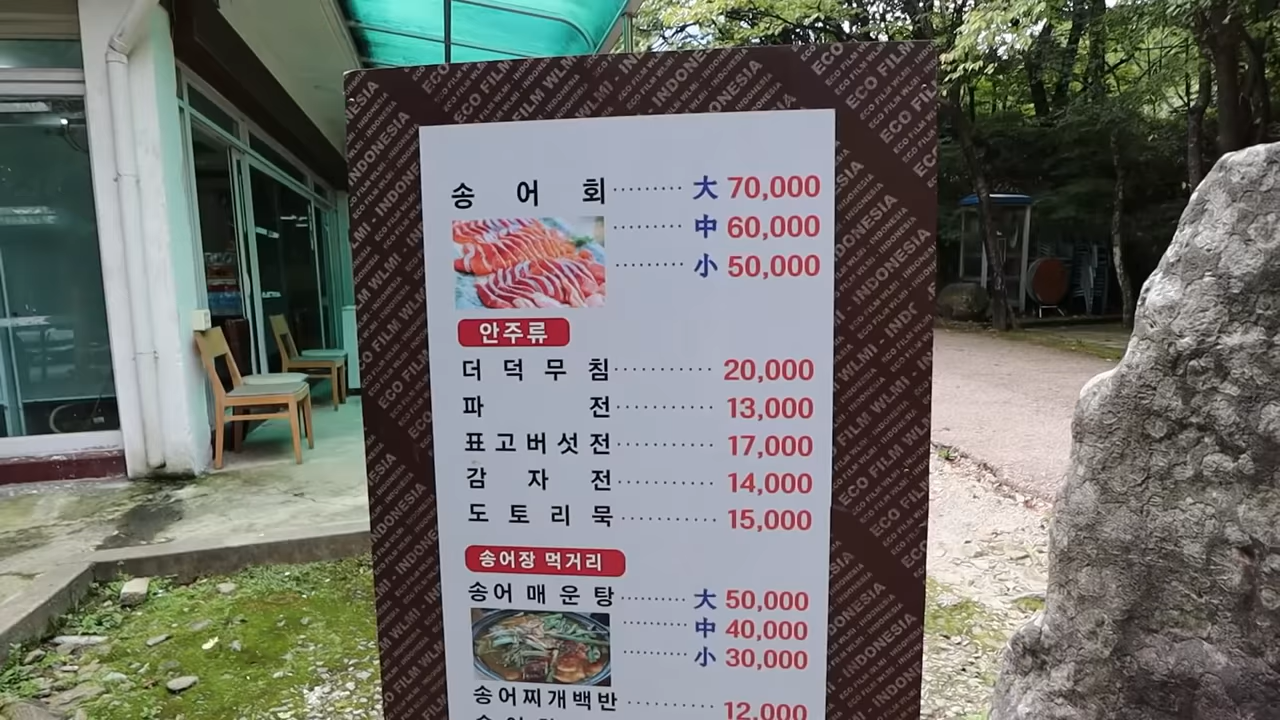 송어회 ········· 大 70,000
········ 中 60,000
········ 小 50,000
안주류
더덕무침 ············ 20,000
파전 ············ 13,000
표고버섯전 ············ 17,000
감자전 ············ 14,000
도토리묵 ············ 15,000
송어장 먹거리
송어매운탕 ········· 大 50,000
········ 中 40,000
········ 小 30,000
송어찌개백반 ············ 12,000
ECO FILM WLMI - INDONESIA